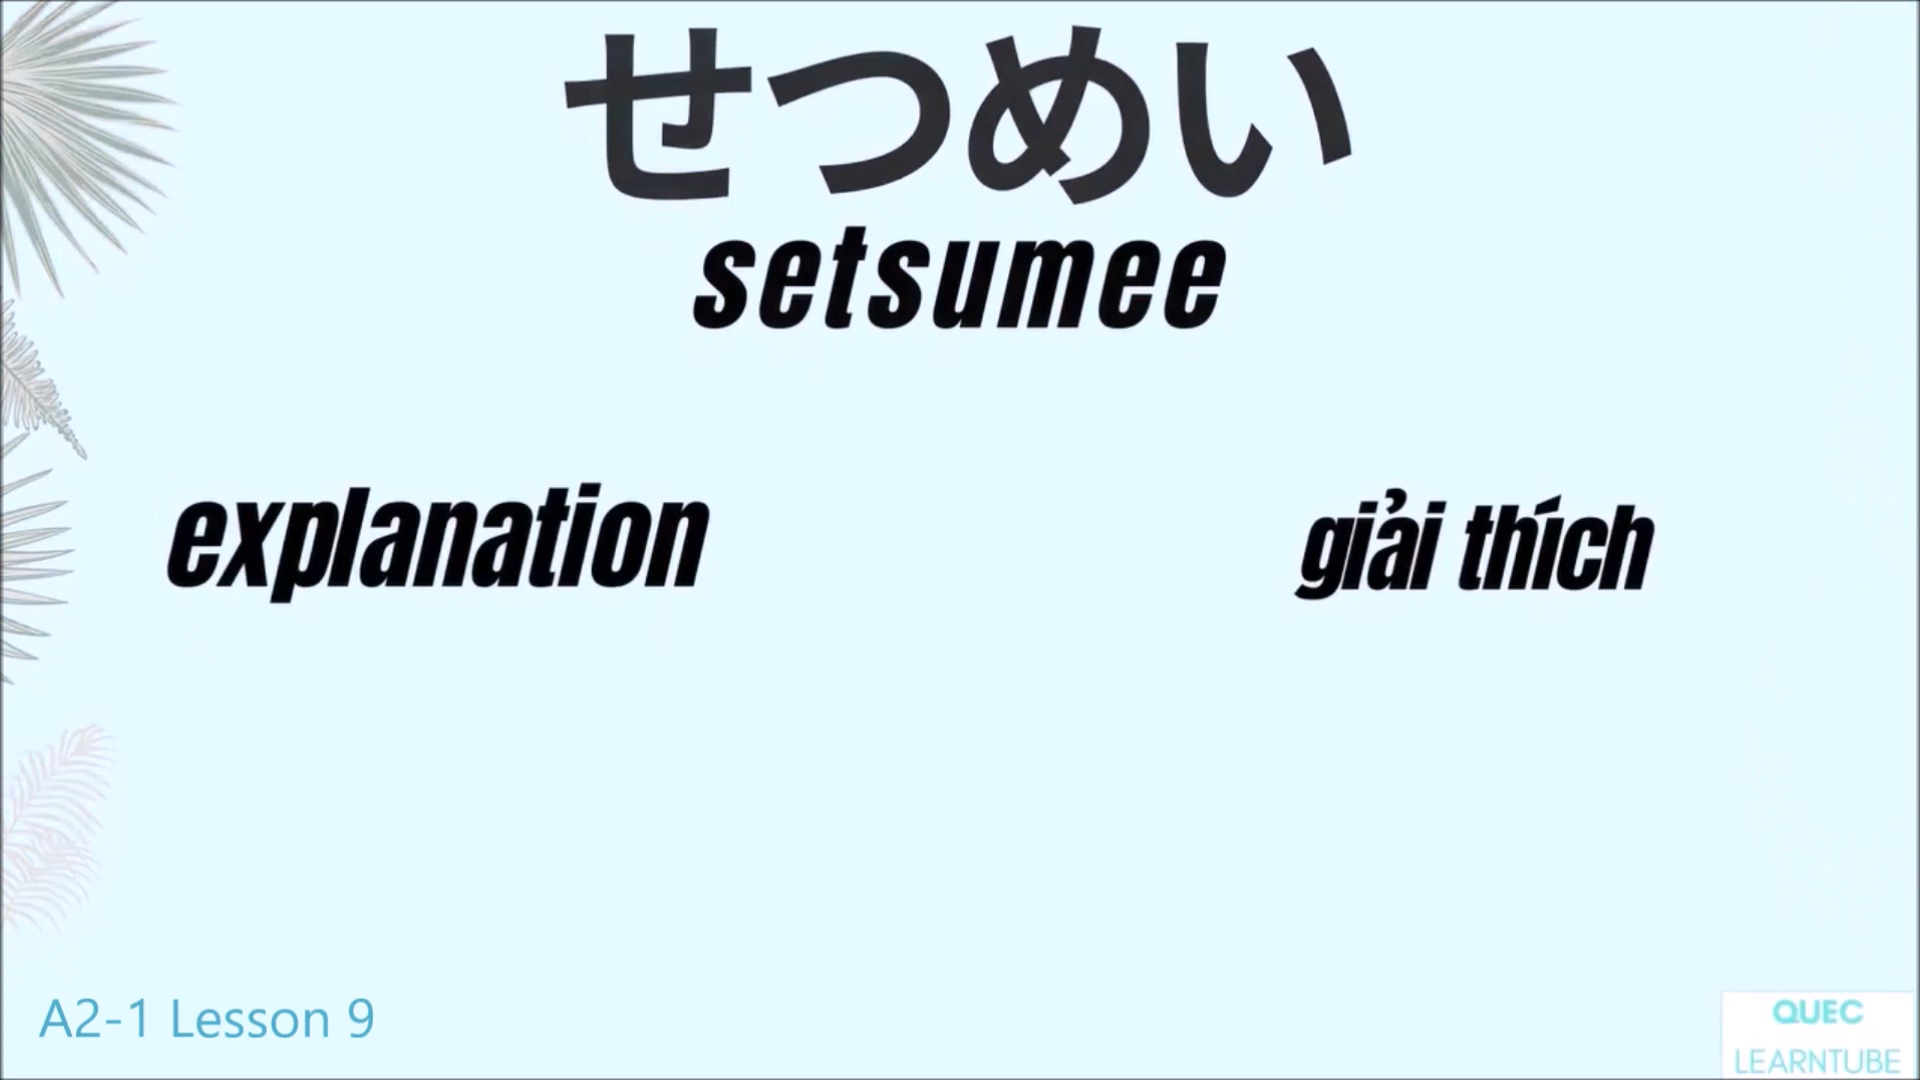 せつめい
setsumee
explanation
giải thích
A2-1 Lesson 9
QUEC
LEARNTUBE